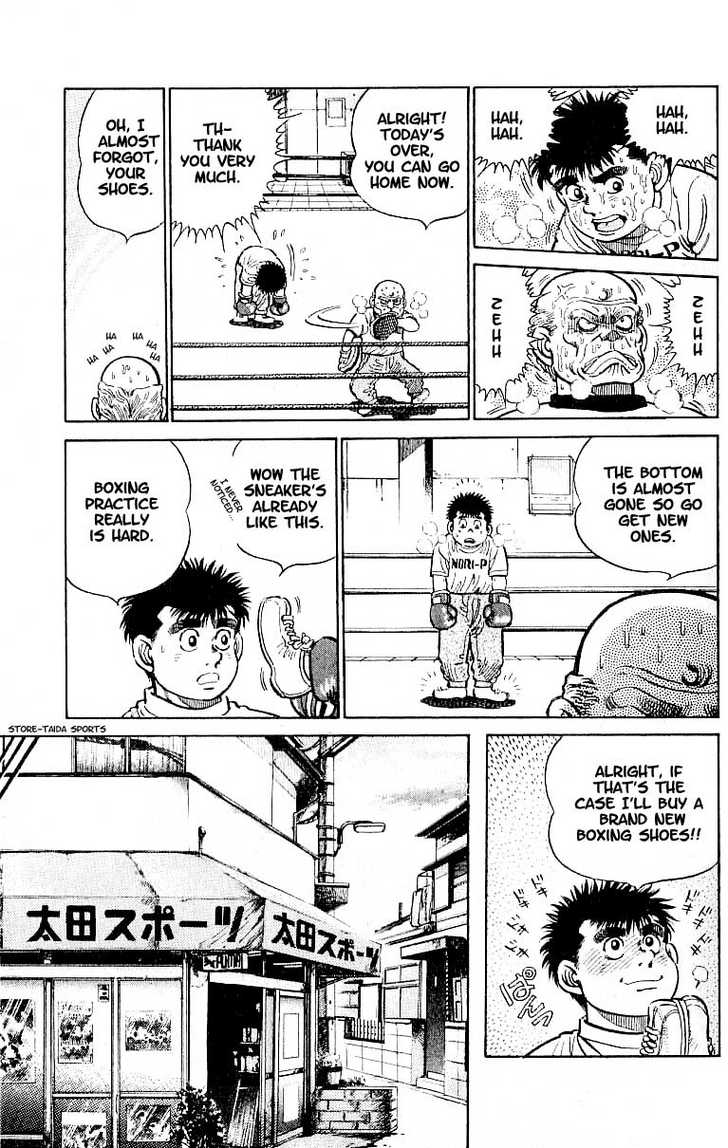 HAH,
HAH.
HAH,
HAH.
ZEHH
ZEHH
ALRIGHT!
TODAY'S
OVER,
YOU CAN GO
HOME NOW.
TH-
THANK
YOU VERY
MUCH.
OH, I
ALMOST
FORGOT,
YOUR
SHOES.
HA
HA
HA
HA
THE BOTTOM
IS ALMOST
GONE SO GO
GET NEW
ONES.
NORI-P
NORI-P
WOW THE
SNEAKER'S
ALREADY
LIKE THIS.
I NEVER
NOTICED...
BOXING
PRACTICE
REALLY
IS HARD.
ALRIGHT, IF
THAT'S THE
CASE I'LL BUY A
BRAND NEW
BOXING SHOES!!
STORE-TAIDA SPORTS
太田スポーツ
太田スポーツ